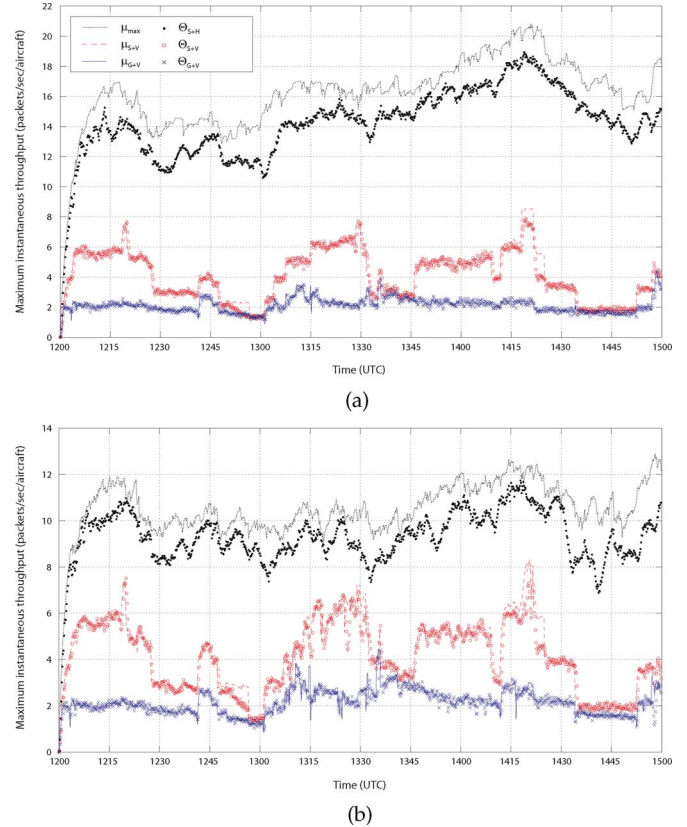 22
20
18
16
14
12
10
8
6
4
2
0
Maximum instantaneous throughput (packets/sec/aircraft)
μmax
μS+V
μG+V
ΘS+H
ΘS+V
ΘG+V
1200 1215 1230 1245 1300 1315 1330 1345 1400 1415 1430 1445 1500
Time (UTC)
(a)
14
12
10
8
6
4
2
0
Maximum instantaneous throughput (packets/sec/aircraft)
1200 1215 1230 1245 1300 1315 1330 1345 1400 1415 1430 1445 1500
Time (UTC)
(b)